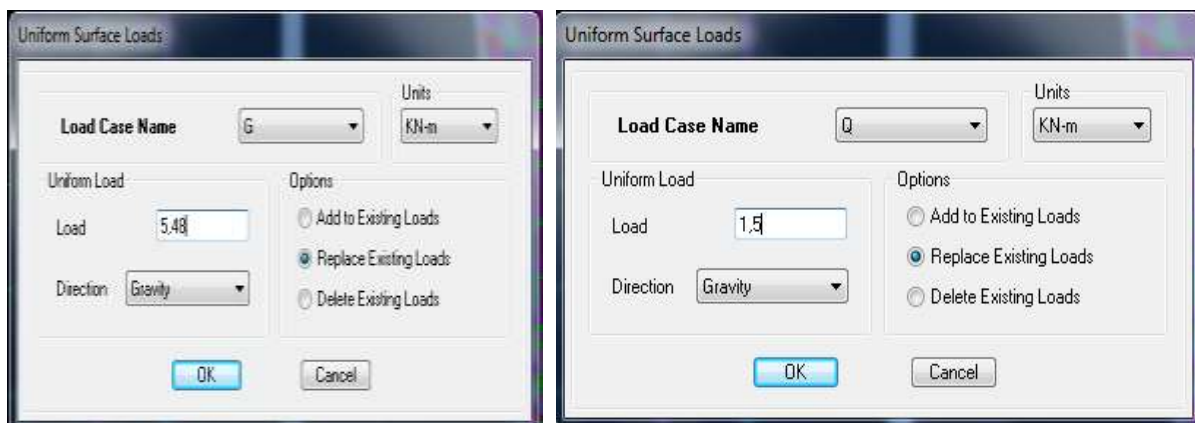 Uniform Surface Loads
Units
Load Case Name G KN-m
Uniform Load Options
Load 5,48 Add to Existing Loads
Replace Existing Loads
Direction Gravity Delete Existing Loads
OK Cancel
Uniform Surface Loads
Units
Load Case Name Q KN-m
Uniform Load Options
Load 1,5 Add to Existing Loads
Replace Existing Loads
Direction Gravity Delete Existing Loads
OK Cancel